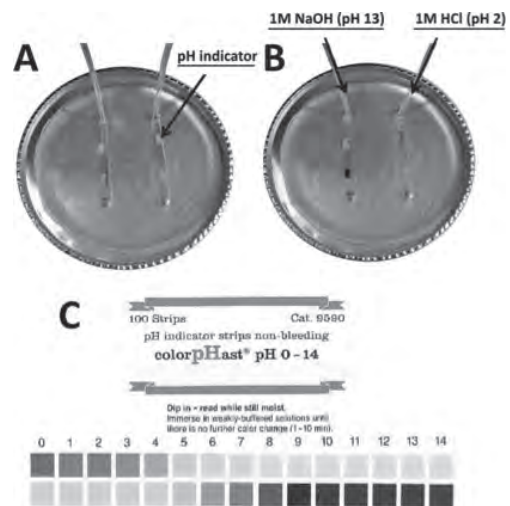 1M NaOH (pH 13)
1M HCl (pH 2)
A
pH indicator
B
C
100 Strips
Cat. 9590
pH indicator strips non-bleeding
colorpHast® pH 0 – 14
Dip in - read while still moist.
Immerse in weakly-buffered solutions until
there is no further color change (1 - 10 min).
0 1 2 3 4 5 6 7 8 9 10 11 12 13 14